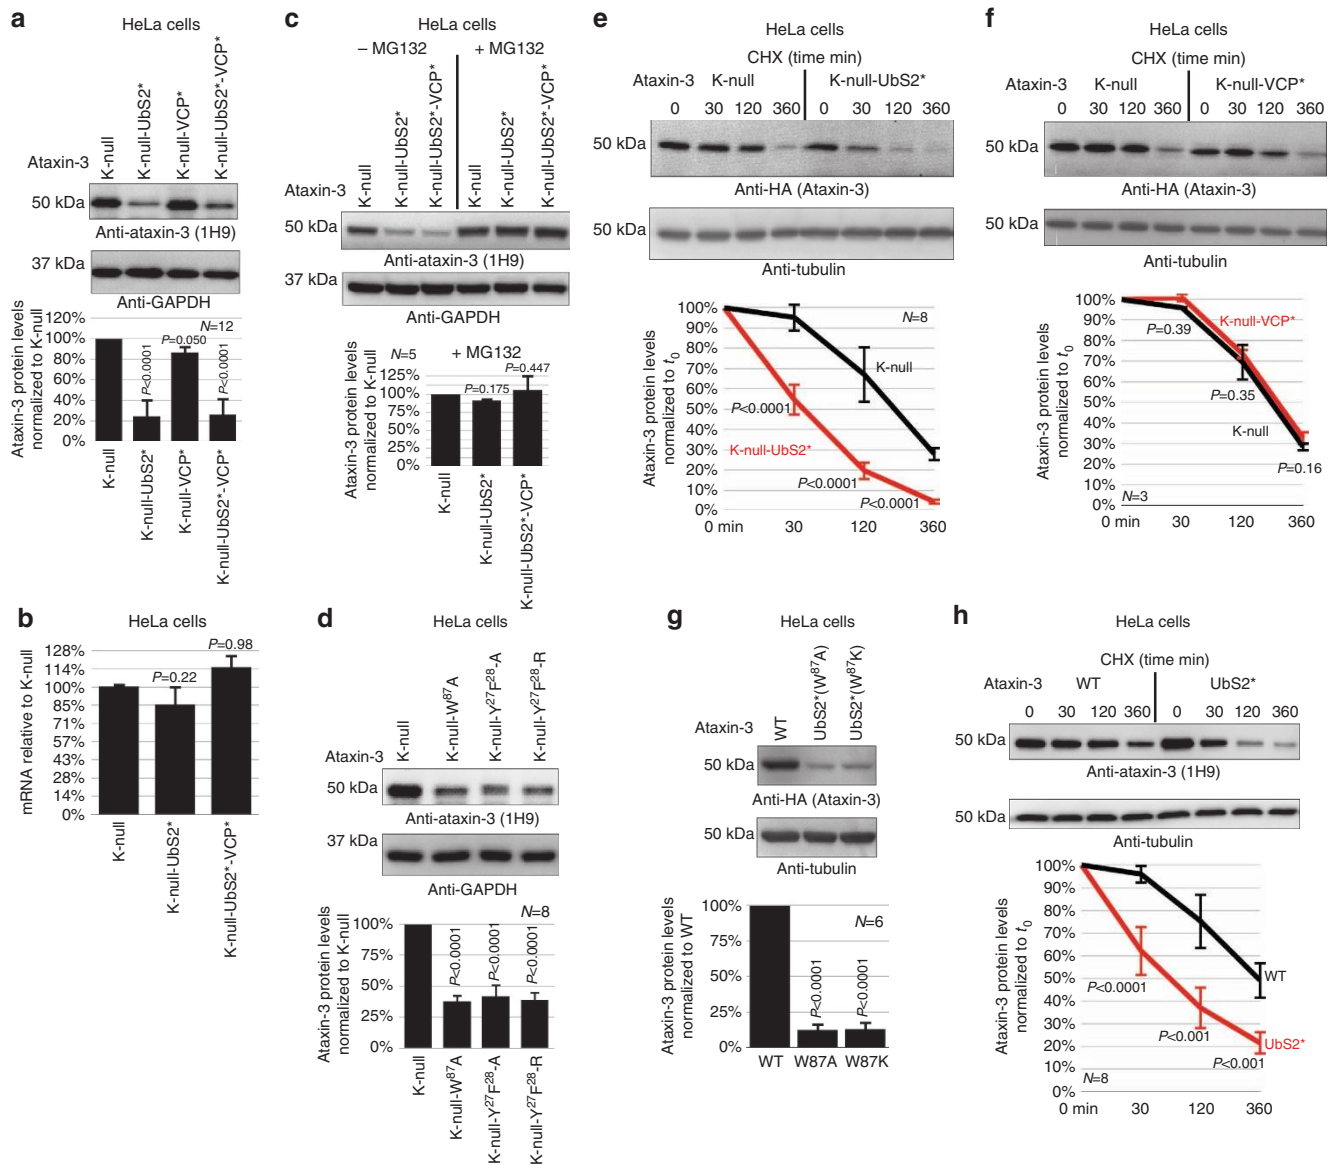 a
HeLa cells
Ataxin-3
K-null
K-null-UbS2*
K-null-VCP*
K-null-UbS2*-VCP*
50 kDa
Anti-ataxin-3 (1H9)
37 kDa
Anti-GAPDH
Ataxin-3 protein levels
normalized to K-null
120%
100%
80%
60%
40%
20%
0%
N=12
P<0.0001
P=0.050
P<0.0001
K-null
K-null-UbS2*
K-null-VCP*
K-null-UbS2*-VCP*
b
HeLa cells
mRNA relative to K-null
128%
114%
100%
85%
71%
57%
43%
28%
14%
0%
P=0.22
P=0.98
K-null
K-null-UbS2*
K-null-UbS2*-VCP*
c
HeLa cells
– MG132
+ MG132
Ataxin-3
K-null
K-null-UbS2*
K-null-UbS2*-VCP*
K-null
K-null-UbS2*
K-null-UbS2*-VCP*
50 kDa
Anti-ataxin-3 (1H9)
37 kDa
Anti-GAPDH
Ataxin-3 protein levels
normalized to K-null
N=5
+ MG132
125%
100%
75%
50%
25%
0%
P=0.175
P=0.447
K-null
K-null-UbS2*
K-null-UbS2*-VCP*
d
HeLa cells
Ataxin-3
K-null
K-null-W87A
K-null-Y27F28-A
K-null-Y27F28-R
50 kDa
Anti-ataxin-3 (1H9)
37 kDa
Anti-GAPDH
Ataxin-3 protein levels
normalized to K-null
100%
75%
50%
25%
0%
N=8
P<0.0001
P<0.0001
P<0.0001
K-null
K-null-W87A
K-null-Y27F28-A
K-null-Y27F28-R
e
HeLa cells
CHX (time min)
Ataxin-3 K-null K-null-UbS2*
0 30 120 360 0 30 120 360
50 kDa
Anti-HA (Ataxin-3)
50 kDa
Anti-tubulin
Ataxin-3 protein levels
normalized to t0
100%
90%
80%
70%
60%
50%
40%
30%
20%
10%
0%
N=8
K-null
P<0.0001
K-null-UbS2*
P<0.0001
P<0.0001
0 min 30 120 360
f
HeLa cells
CHX (time min)
Ataxin-3 K-null K-null-VCP*
0 30 120 360 0 30 120 360
50 kDa
Anti-HA (Ataxin-3)
50 kDa
Anti-tubulin
Ataxin-3 protein levels
normalized to t0
100%
90%
80%
70%
60%
50%
40%
30%
20%
10%
0%
K-null-VCP*
P=0.39
P=0.35
K-null
P=0.16
N=3
0 min 30 120 360
g
HeLa cells
Ataxin-3
WT
UbS2*(W87A)
UbS2*(W87K)
50 kDa
Anti-HA (Ataxin-3)
50 kDa
Anti-tubulin
Ataxin-3 protein levels
normalized to WT
100%
75%
50%
25%
0%
N=6
P<0.0001
P<0.0001
WT W87A W87K
h
HeLa cells
CHX (time min)
Ataxin-3 WT UbS2*
0 30 120 360 0 30 120 360
50 kDa
Anti-ataxin-3 (1H9)
50 kDa
Anti-tubulin
Ataxin-3 protein levels
normalized to t0
100%
90%
80%
70%
60%
50%
40%
30%
20%
10%
0%
WT
P<0.0001
P<0.001
UbS2*
P<0.001
N=8
0 min 30 120 360